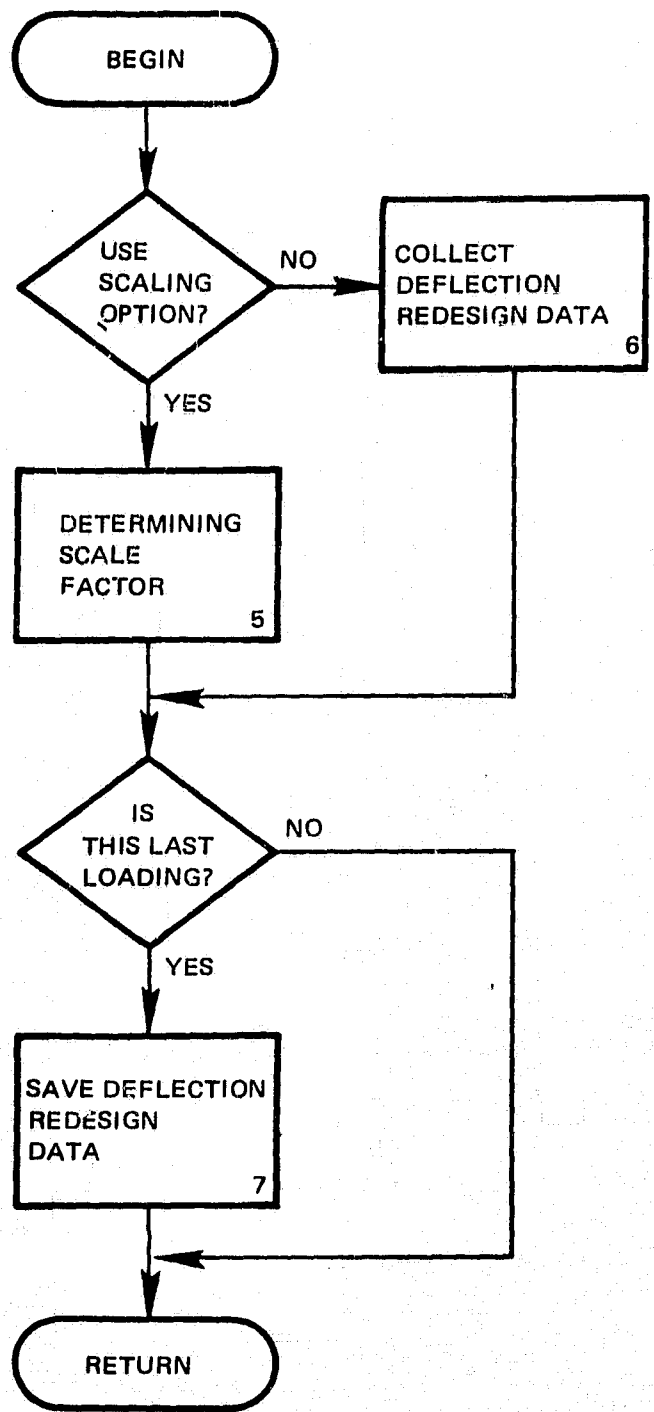 BEGIN
USE
SCALING
OPTION?
NO
COLLECT
DEFLECTION
REDESIGN DATA
6
YES
DETERMINING
SCALE
FACTOR
5
IS
THIS LAST
LOADING?
NO
YES
SAVE DEFLECTION
REDESIGN
DATA
7
RETURN